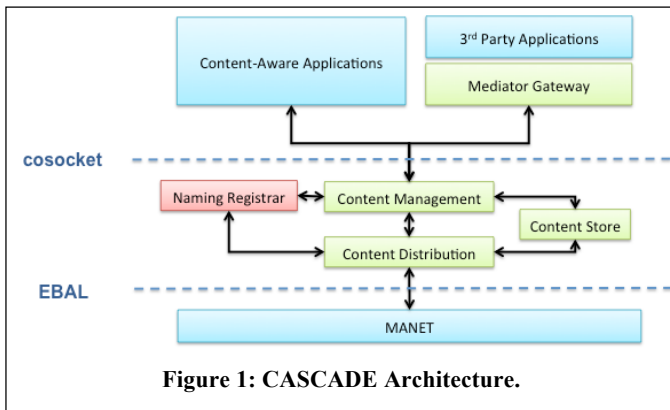 Content-Aware Applications
3rd Party Applications
Mediator Gateway
cosocket
Naming Registrar
Content Management
Content Store
Content Distribution
EBAL
MANET
Figure 1: CASCADE Architecture.